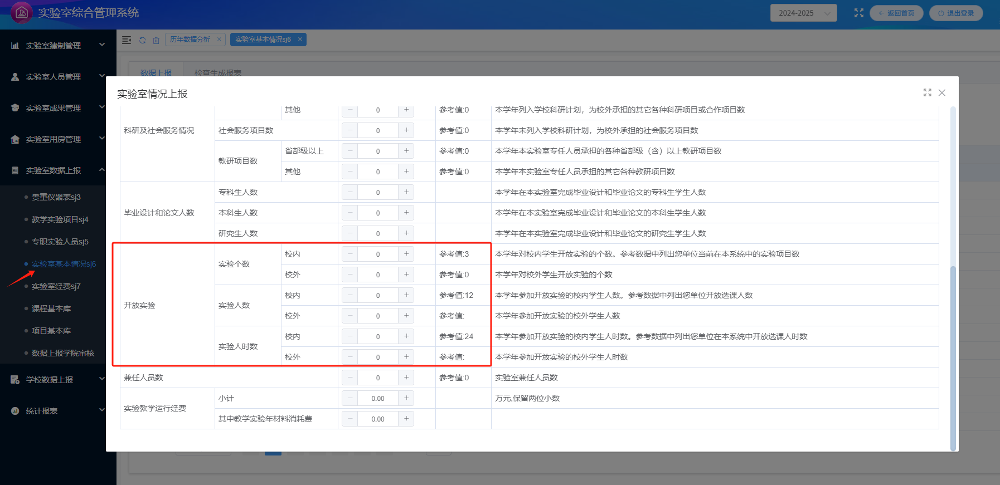 实验室综合管理系统
2024-2025
返回首页
退出登录
实验室建制管理
实验室人员管理
实验室成果管理
实验室用房管理
实验室数据上报
贵重仪器表sj3
教学实验项目sj4
专职实验人员sj5
实验室基本情况sj6
实验室经费sj7
课程基本库
项目基本库
数据上报学院审核
学校数据上报
统计报表
历年数据分析 ×
实验室基本情况sj6 ×
数据上报
检查生成报表
实验室情况上报
其他 0 参考值:0 本学年列入学校科研计划，为校外承担的其它各种科研项目或合作项目数
科研及社会服务情况
社会服务项目数 0 参考值:0 本学年未列入学校科研计划，为校外承担的社会服务项目数
教研项目数
省部级以上 0 参考值:0 本学年本实验室专任人员承担的各种省部级（含）以上教研项目数
其他 0 参考值:0 本学年本实验室专任人员承担的其它各种教研项目数
毕业设计和论文人数
专科生人数 0 本学年在本实验室完成毕业设计和毕业论文的专科生学生人数
本科生人数 0 本学年在本实验室完成毕业设计和毕业论文的本科生学生人数
研究生人数 0 本学年在本实验室完成毕业设计和毕业论文的研究生学生人数
开放实验
实验个数
校内 0 参考值:3 本学年对校内学生开放实验的个数。参考数据中列出您单位当前在本系统中的实验项目数
校外 0 参考值:0 本学年对校外学生开放实验的个数
实验人数
校内 0 参考值:12 本学年参加开放实验的校内学生人数。参考数据中列出您单位开放选课人数
校外 0 参考值: 本学年参加开放实验的校外学生人数
实验人时数
校内 0 参考值:24 本学年参加开放实验的校内学生人时数。参考数据中列出您单位在本系统中开放选课人时数
校外 0 参考值: 本学年参加开放实验的校外学生人时数
兼任人员数 0 参考值:0 实验室兼任人员数
实验教学运行经费
小计 0.00 万元,保留两位小数
其中教学实验年材料消耗费 0.00